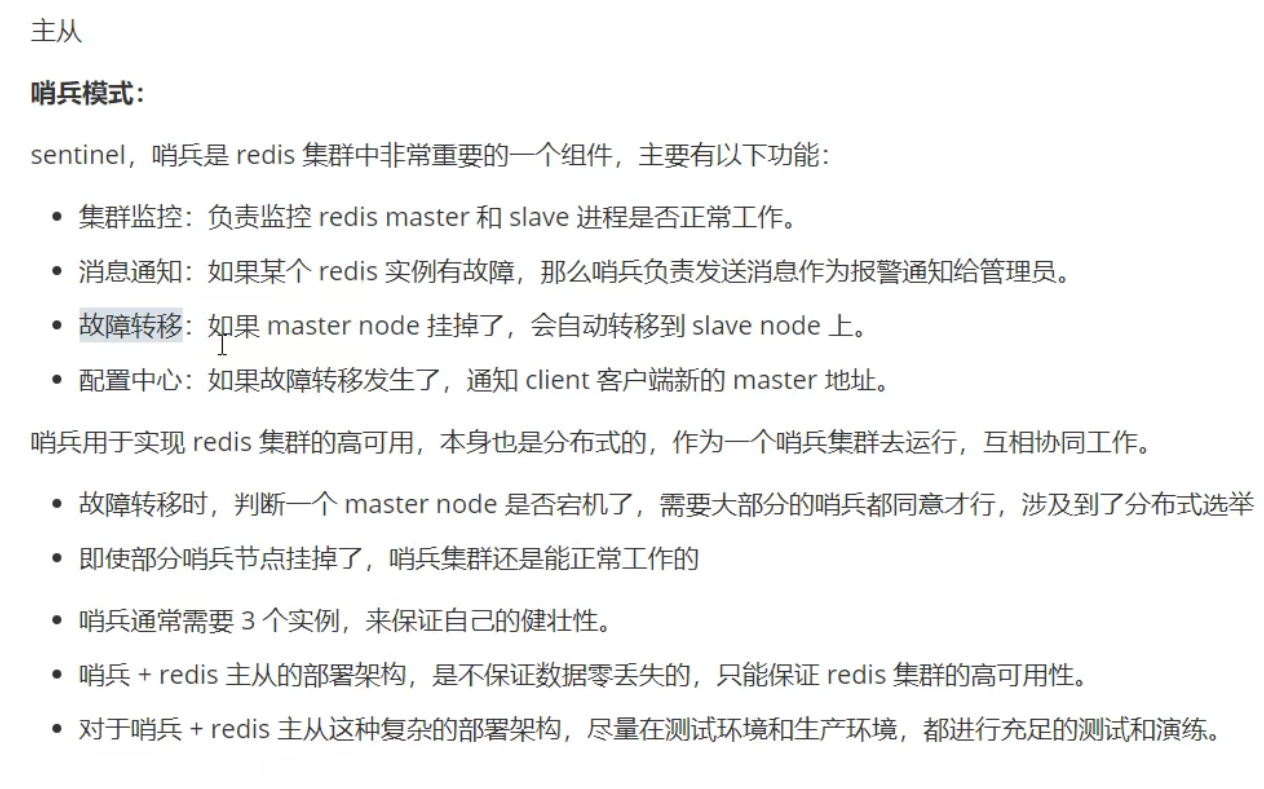 主从
哨兵模式：
sentinel，哨兵是 redis 集群中非常重要的一个组件，主要有以下功能：
集群监控：负责监控 redis master 和 slave 进程是否正常工作。
消息通知：如果某个 redis 实例有故障，那么哨兵负责发送消息作为报警通知给管理员。
故障转移：如果 master node 挂掉了，会自动转移到 slave node 上。
配置中心：如果故障转移发生了，通知 client 客户端新的 master 地址。
哨兵用于实现 redis 集群的高可用，本身也是分布式的，作为一个哨兵集群去运行，互相协同工作。
故障转移时，判断一个 master node 是否宕机了，需要大部分的哨兵都同意才行，涉及到了分布式选举
即使部分哨兵节点挂掉了，哨兵集群还是能正常工作的
哨兵通常需要 3 个实例，来保证自己的健壮性。
哨兵 + redis 主从的部署架构，是不保证数据零丢失的，只能保证 redis 集群的高可用性。
对于哨兵 + redis 主从这种复杂的部署架构，尽量在测试环境和生产环境，都进行充足的测试和演练。